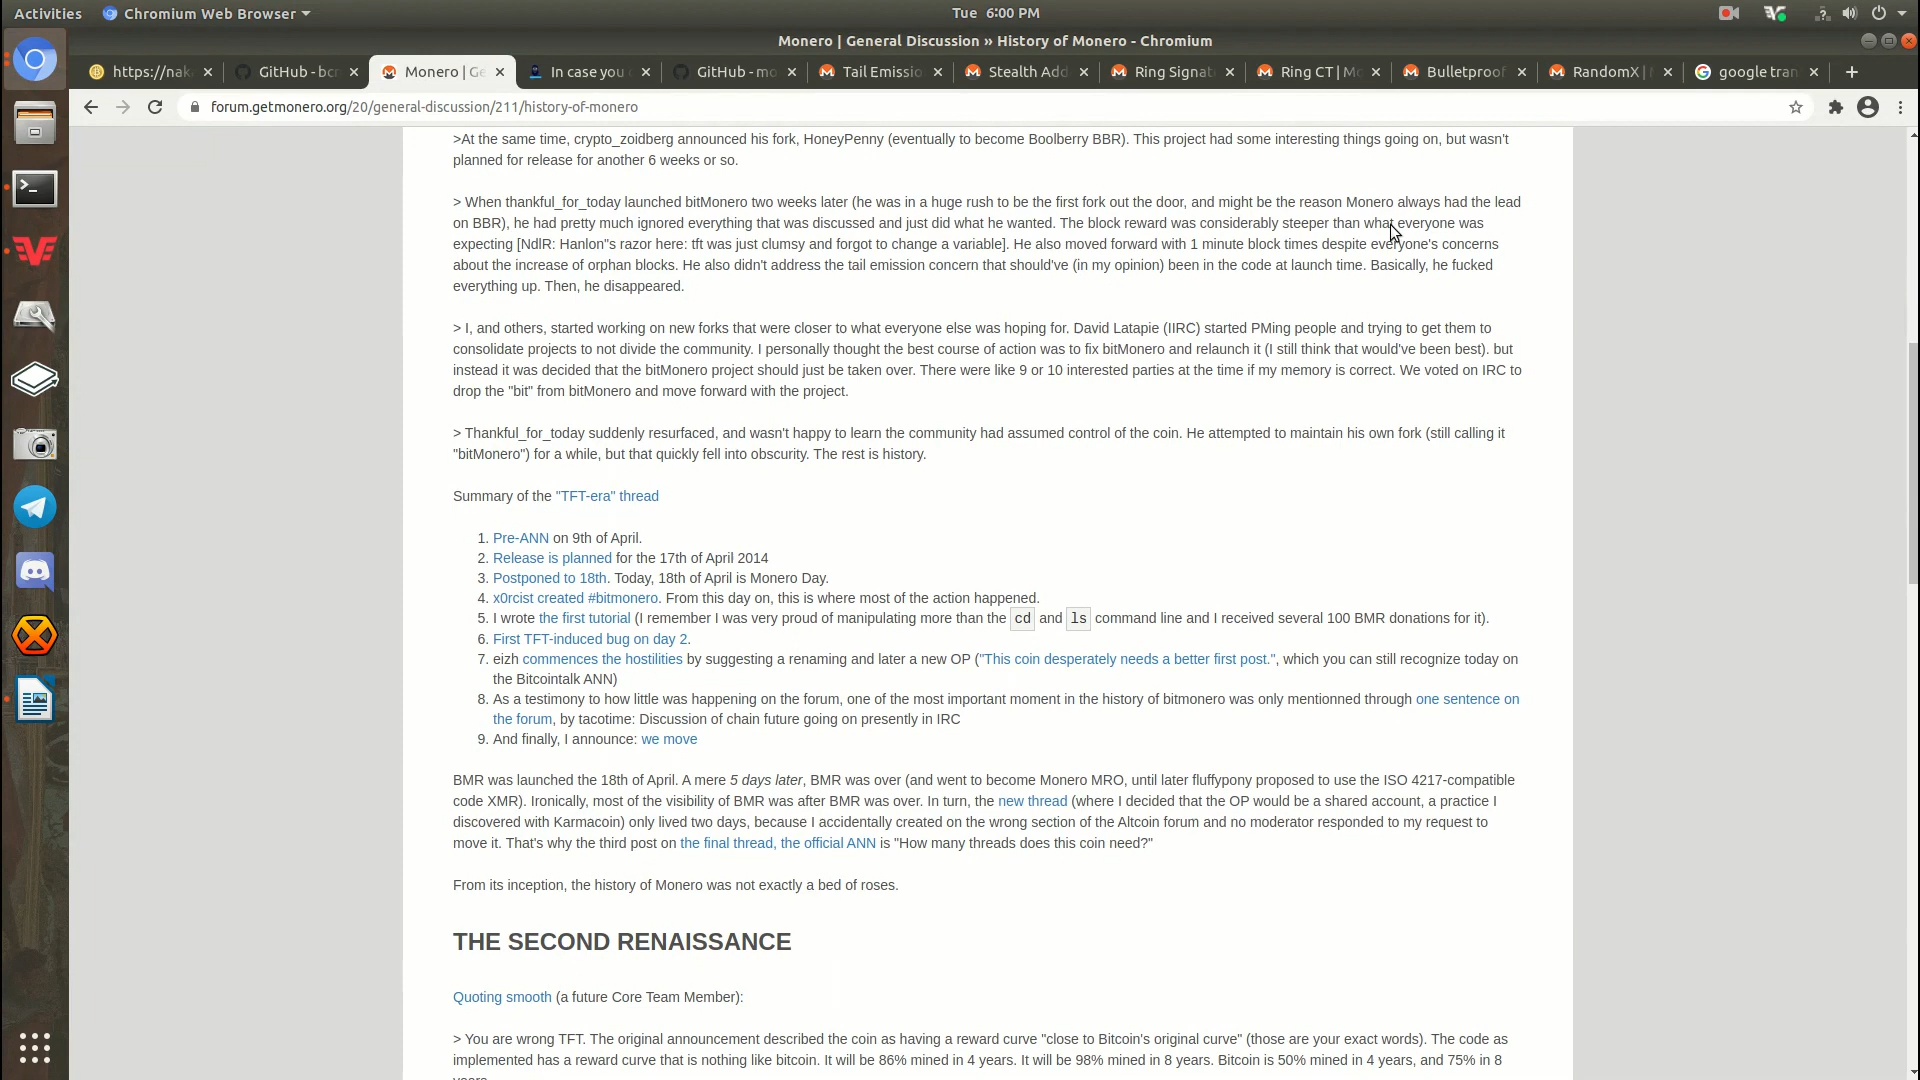 Activities
Chromium Web Browser
Tue 6:00 PM
Monero | General Discussion » History of Monero - Chromium
https://nak
GitHub - bcn
Monero | Ge
In case you
GitHub - mo
Tail Emissio
Stealth Add
Ring Signat
Ring CT | Mo
Bulletproof
RandomX |
google tran
forum.getmonero.org/20/general-discussion/211/history-of-monero
>At the same time, crypto_zoidberg announced his fork, HoneyPenny (eventually to become Boolberry BBR). This project had some interesting things going on, but wasn't
planned for release for another 6 weeks or so.
> When thankful_for_today launched bitMonero two weeks later (he was in a huge rush to be the first fork out the door, and might be the reason Monero always had the lead
on BBR), he had pretty much ignored everything that was discussed and just did what he wanted. The block reward was considerably steeper than what everyone was
expecting [NdlR: Hanlon"s razor here: tft was just clumsy and forgot to change a variable]. He also moved forward with 1 minute block times despite everyone's concerns
about the increase of orphan blocks. He also didn't address the tail emission concern that should've (in my opinion) been in the code at launch time. Basically, he fucked
everything up. Then, he disappeared.
> I, and others, started working on new forks that were closer to what everyone else was hoping for. David Latapie (IIRC) started PMing people and trying to get them to
consolidate projects to not divide the community. I personally thought the best course of action was to fix bitMonero and relaunch it (I still think that would've been best). but
instead it was decided that the bitMonero project should just be taken over. There were like 9 or 10 interested parties at the time if my memory is correct. We voted on IRC to
drop the "bit" from bitMonero and move forward with the project.
> Thankful_for_today suddenly resurfaced, and wasn't happy to learn the community had assumed control of the coin. He attempted to maintain his own fork (still calling it
"bitMonero") for a while, but that quickly fell into obscurity. The rest is history.
Summary of the "TFT-era" thread
1. Pre-ANN on 9th of April.
2. Release is planned for the 17th of April 2014
3. Postponed to 18th. Today, 18th of April is Monero Day.
4. x0rcist created #bitmonero. From this day on, this is where most of the action happened.
5. I wrote the first tutorial (I remember I was very proud of manipulating more than the cd and ls command line and I received several 100 BMR donations for it).
6. First TFT-induced bug on day 2.
7. eizh commences the hostilities by suggesting a renaming and later a new OP ("This coin desperately needs a better first post.", which you can still recognize today on
the Bitcointalk ANN)
8. As a testimony to how little was happening on the forum, one of the most important moment in the history of bitmonero was only mentionned through one sentence on
the forum, by tacotime: Discussion of chain future going on presently in IRC
9. And finally, I announce: we move
BMR was launched the 18th of April. A mere 5 days later, BMR was over (and went to become Monero MRO, until later fluffypony proposed to use the ISO 4217-compatible
code XMR). Ironically, most of the visibility of BMR was after BMR was over. In turn, the new thread (where I decided that the OP would be a shared account, a practice I
discovered with Karmacoin) only lived two days, because I accidentally created on the wrong section of the Altcoin forum and no moderator responded to my request to
move it. That's why the third post on the final thread, the official ANN is "How many threads does this coin need?"
From its inception, the history of Monero was not exactly a bed of roses.
THE SECOND RENAISSANCE
Quoting smooth (a future Core Team Member):
> You are wrong TFT. The original announcement described the coin as having a reward curve "close to Bitcoin's original curve" (those are your exact words). The code as
implemented has a reward curve that is nothing like bitcoin. It will be 86% mined in 4 years. It will be 98% mined in 8 years. Bitcoin is 50% mined in 4 years, and 75% in 8